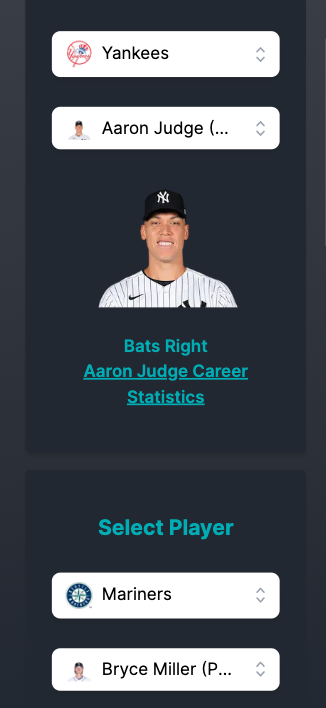 Yankees
Aaron Judge (...
Bats Right
Aaron Judge Career
Statistics
Select Player
Mariners
Bryce Miller (P...